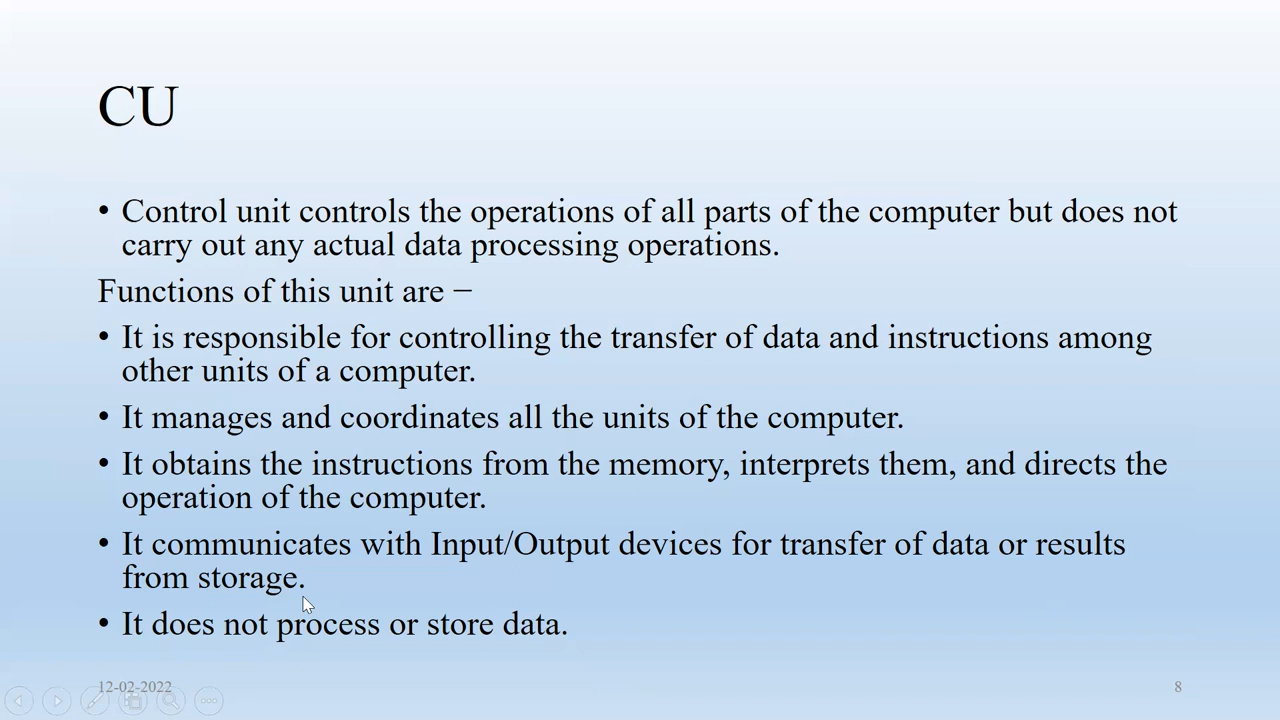 CU
• Control unit controls the operations of all parts of the computer but does not
carry out any actual data processing operations.
Functions of this unit are −
• It is responsible for controlling the transfer of data and instructions among
other units of a computer.
• It manages and coordinates all the units of the computer.
• It obtains the instructions from the memory, interprets them, and directs the
operation of the computer.
• It communicates with Input/Output devices for transfer of data or results
from storage.
• It does not process or store data.
12-02-2022
8